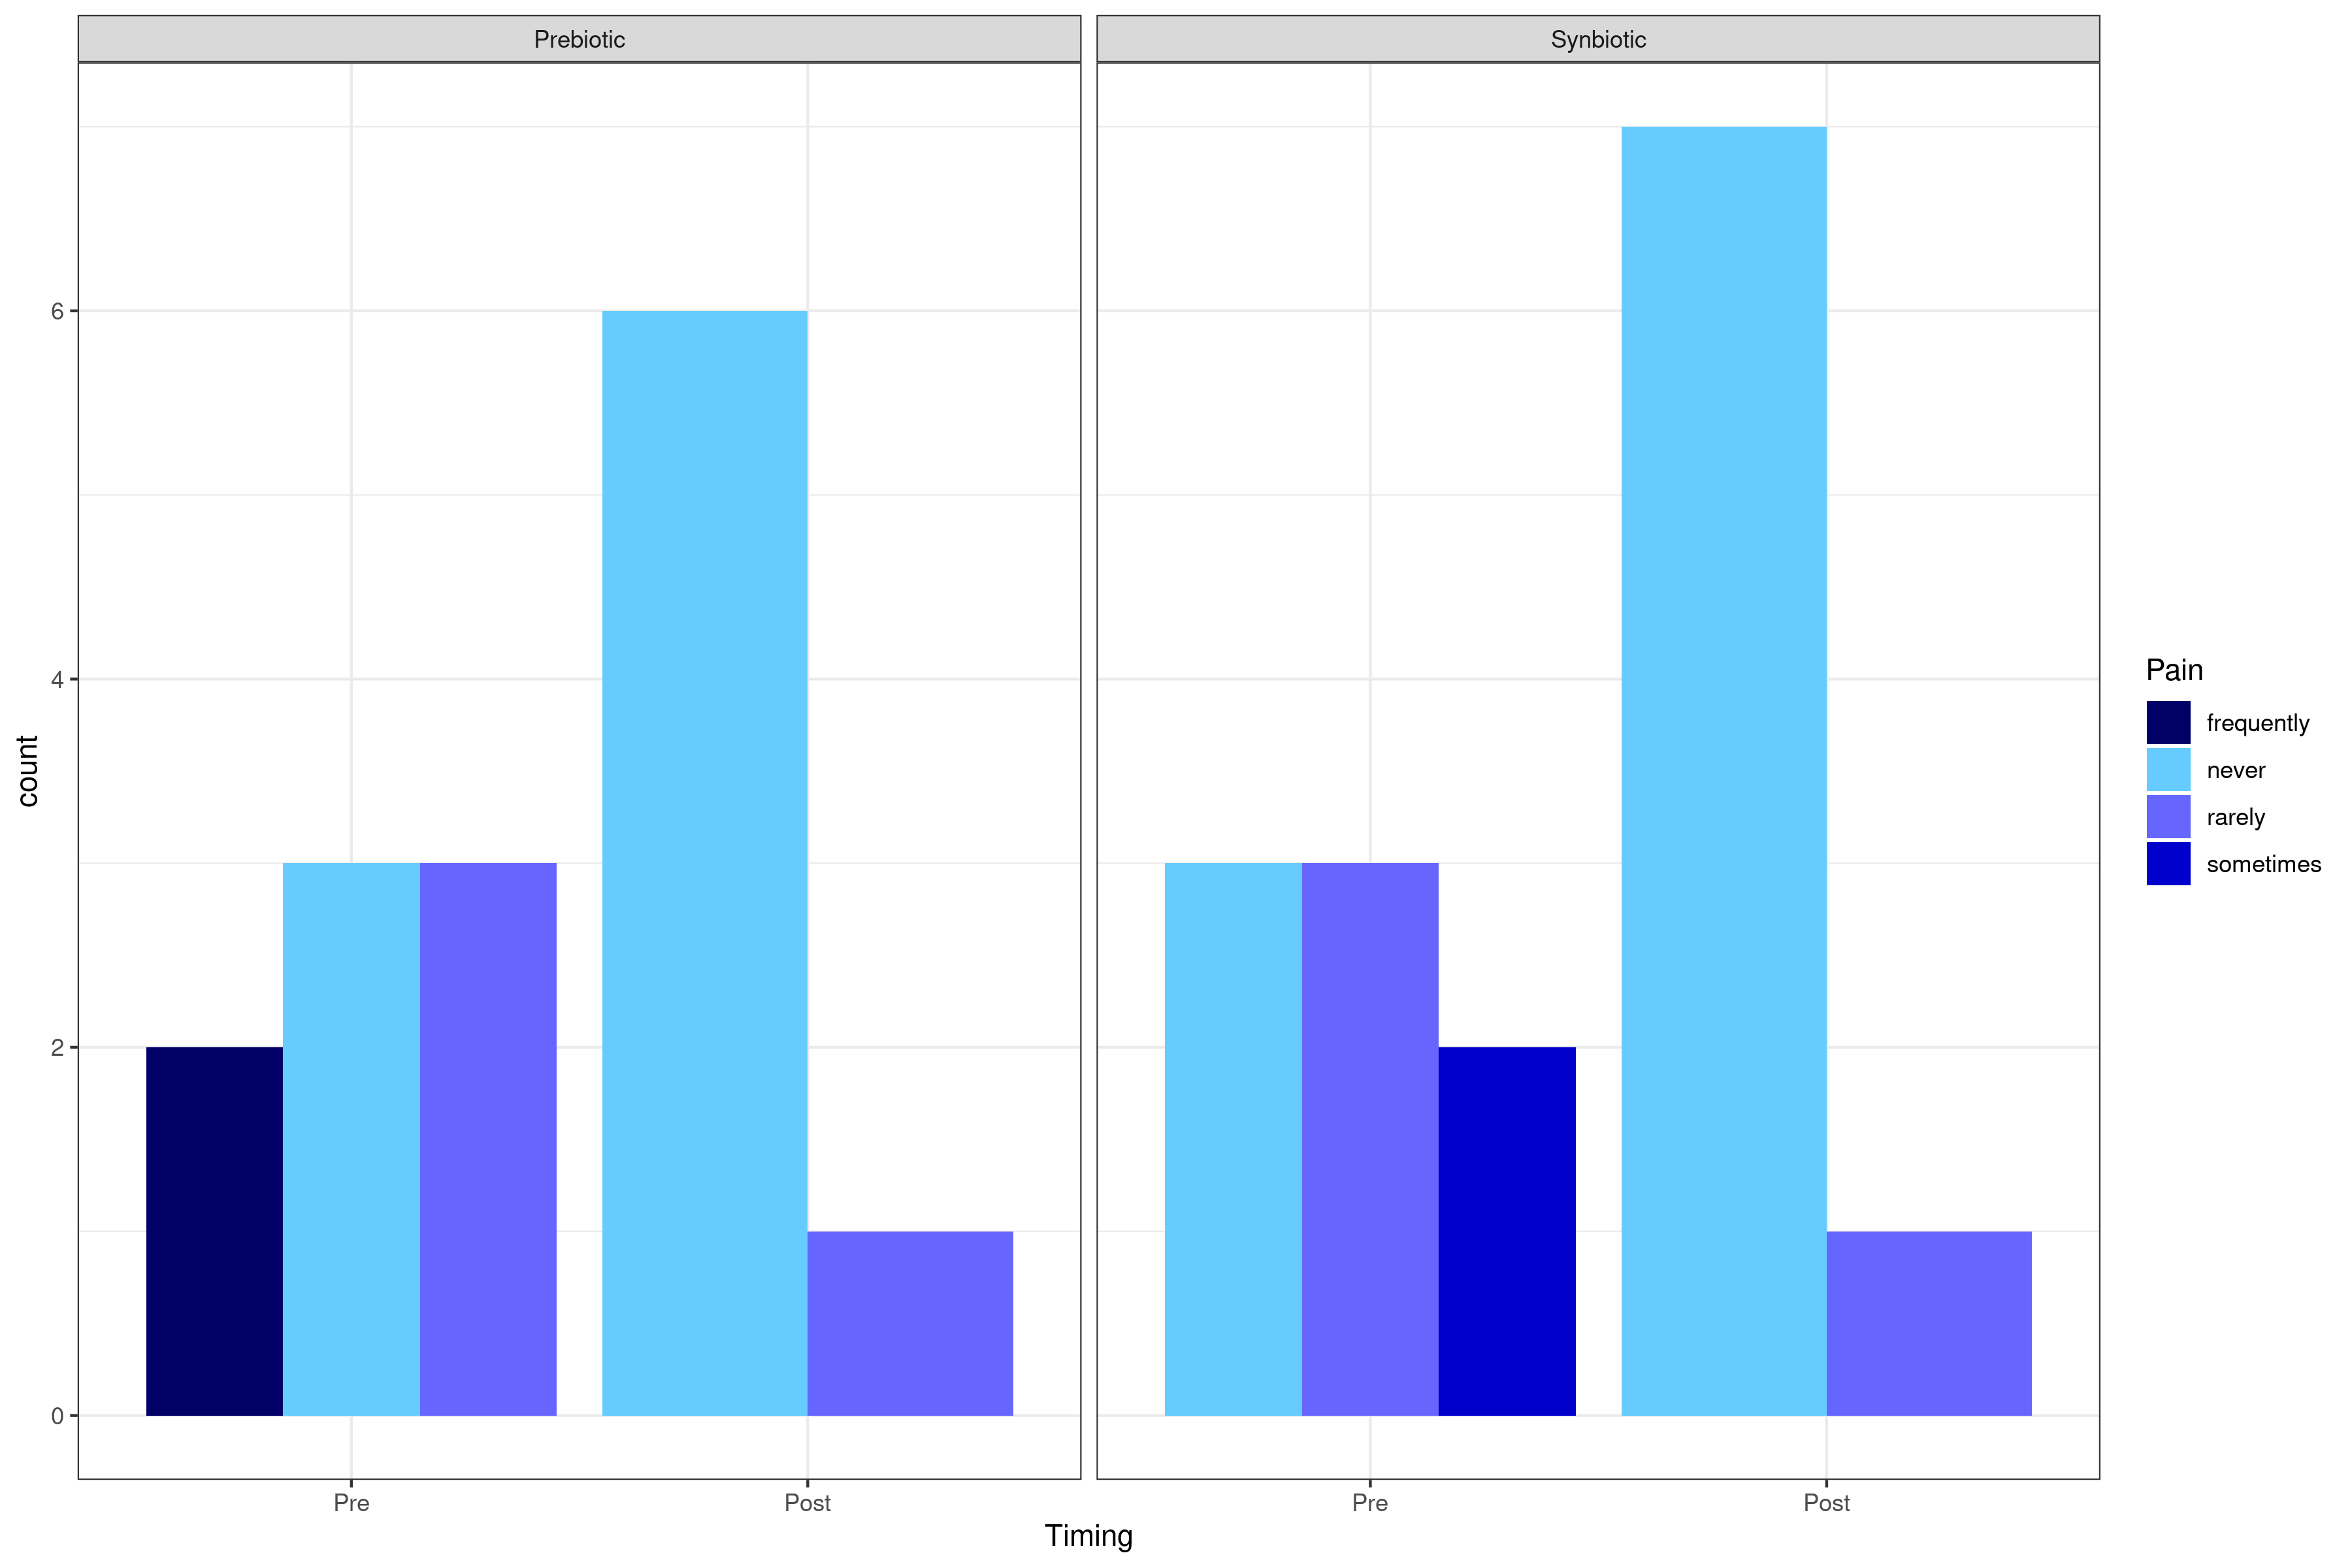 Prebiotic
Synbiotic
6
4
2
0
count
Pre
Post
Pre
Post
Timing
Pain
frequently
never
rarely
sometimes